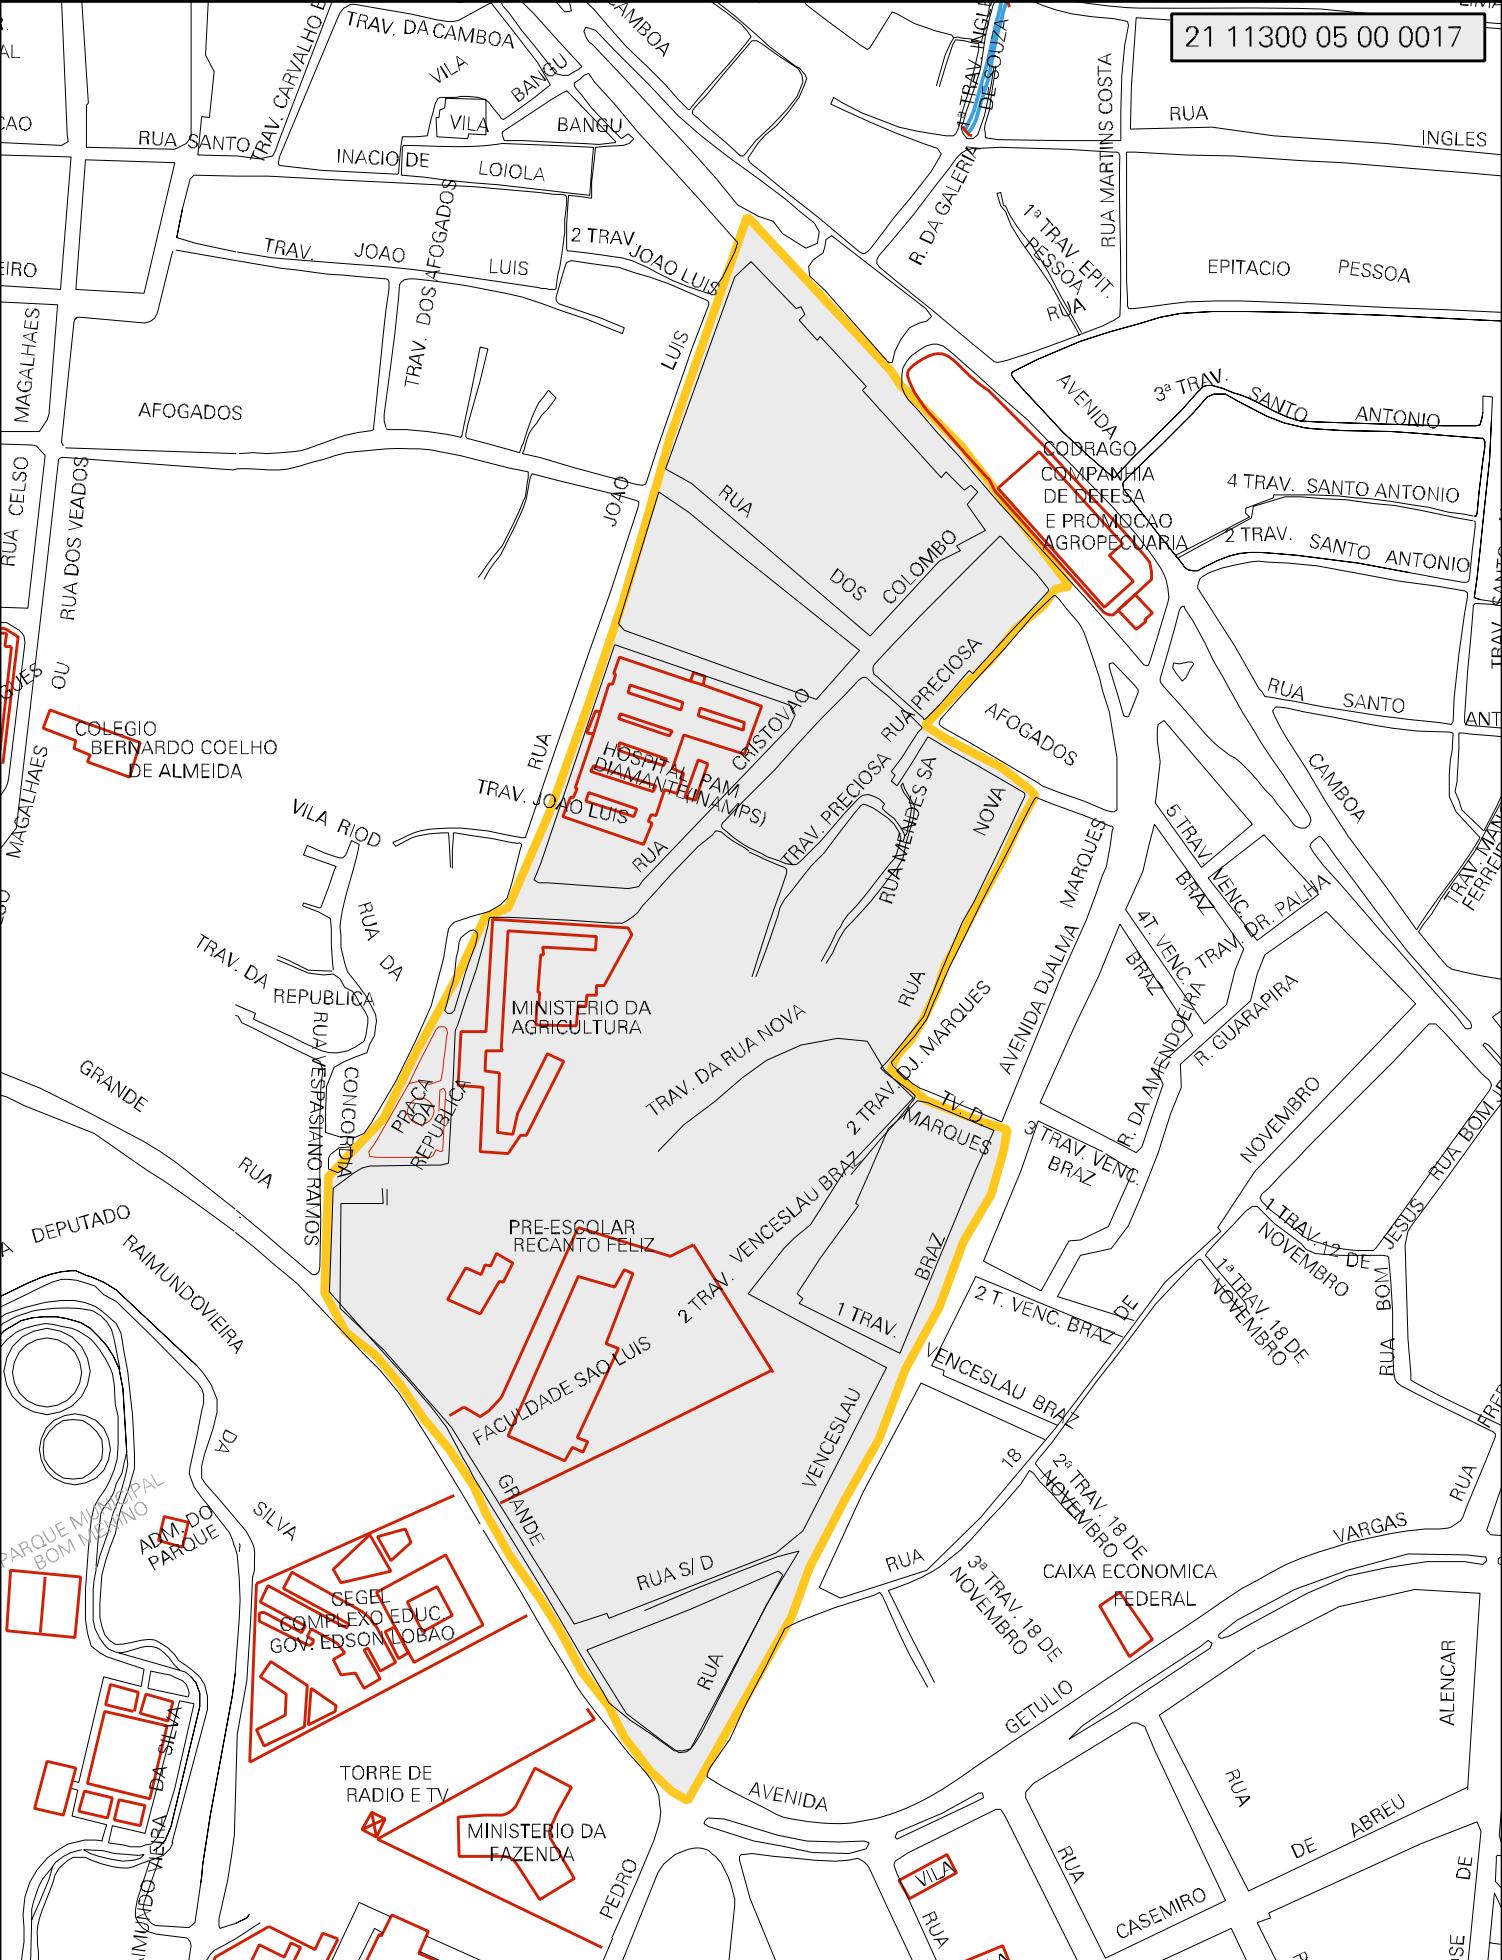 21 11300 05 00 0017
TRAV. DA CAMBOA
CAMBOA
VILA
BANGU
VILA
BANGU
RUA SANTO
INACIO DE
LOIOLA
1ª TRAV. INGL
DE SOUZA
RUA MARTINS COSTA
RUA
INGLES
R. DA GALERIA
TRAV. DOS AFOGADOS
TRAV.
JOAO
LUIS
2 TRAV.
JOAO LUIS
1ª TRAV. EPIT.
PESSOA
RUA
EPITACIO
PESSOA
MAGALHAES
AFOGADOS
LUIS
JOAO
RUA
AVENIDA
3ª TRAV.
SANTO
ANTONIO
CODRAGO
COMPANHIA
DE DEFESA
E PROMOCAO
AGROPECUARIA
4 TRAV. SANTO ANTONIO
2 TRAV. SANTO ANTONIO
RUA CELSO
RUA DOS VEADOS
OU
MAGALHAES
RUA
DOS
COLOMBO
RUA PRECIOSA
AFOGADOS
RUA
SANTO
CAMBOA
COLEGIO
BERNARDO COELHO
DE ALMEIDA
HOSPITAL PAM
DIAMANTE(INAMPS)
CRISTOVAO
RUA
TRAV. JOAO LUIS
TRAV. PRECIOSA
RUA MENDES SA
NOVA
RUA
VILA RIOD
RUA
DA
TRAV. DA
REPUBLICA
RUA VESPASIANO RAMOS
CONCORDIA
MINISTERIO DA
AGRICULTURA
PRACA
DA
REPUBLICA
TRAV. DA RUA NOVA
2 TRAV. DJ. MARQUES
TV. D
MARQUES
AVENIDA DJALMA MARQUES
5 TRAV.
VENC.
BRAZ
4T. VENC.
BRAZ
TRAV. DR. PALHA
R. DA AMENDOEIRA
R. GUARAPIRA
3 TRAV. VENC.
BRAZ
NOVEMBRO
DE
18
RUA
GRANDE
RUA
DEPUTADO
RAIMUNDOVIEIRA
DA
SILVA
PRE-ESCOLAR
RECANTO FELIZ
2 TRAV. VENCESLAU BRAZ
1 TRAV.
BRAZ
VENCESLAU
RUA
FACULDADE SAO LUIS
GRANDE
RUA S/ D
2 T. VENC. BRAZ
VENCESLAU BRAZ
1 TRAV.12 DE
NOVEMBRO
1ª TRAV. 18 DE
NOVEMBRO
RUA BOM
JESUS
RUA BOM
2ª TRAV. 18 DE
NOVEMBRO
3ª TRAV. 18 DE
NOVEMBRO
CAIXA ECONOMICA
FEDERAL
PARQUE MUNICIPAL
BOM MENINO
ADM. DO
PARQUE
CEGEL
COMPLEXO EDUC.
GOV. EDSON LOBAO
TORRE DE
RADIO E TV
MINISTERIO DA
FAZENDA
PEDRO
AVENIDA
GETULIO
VARGAS
RUA
ALENCAR
RUA
DE
ABREU
RUA
CASEMIRO
DE
VILA
RUA
DA SILVA